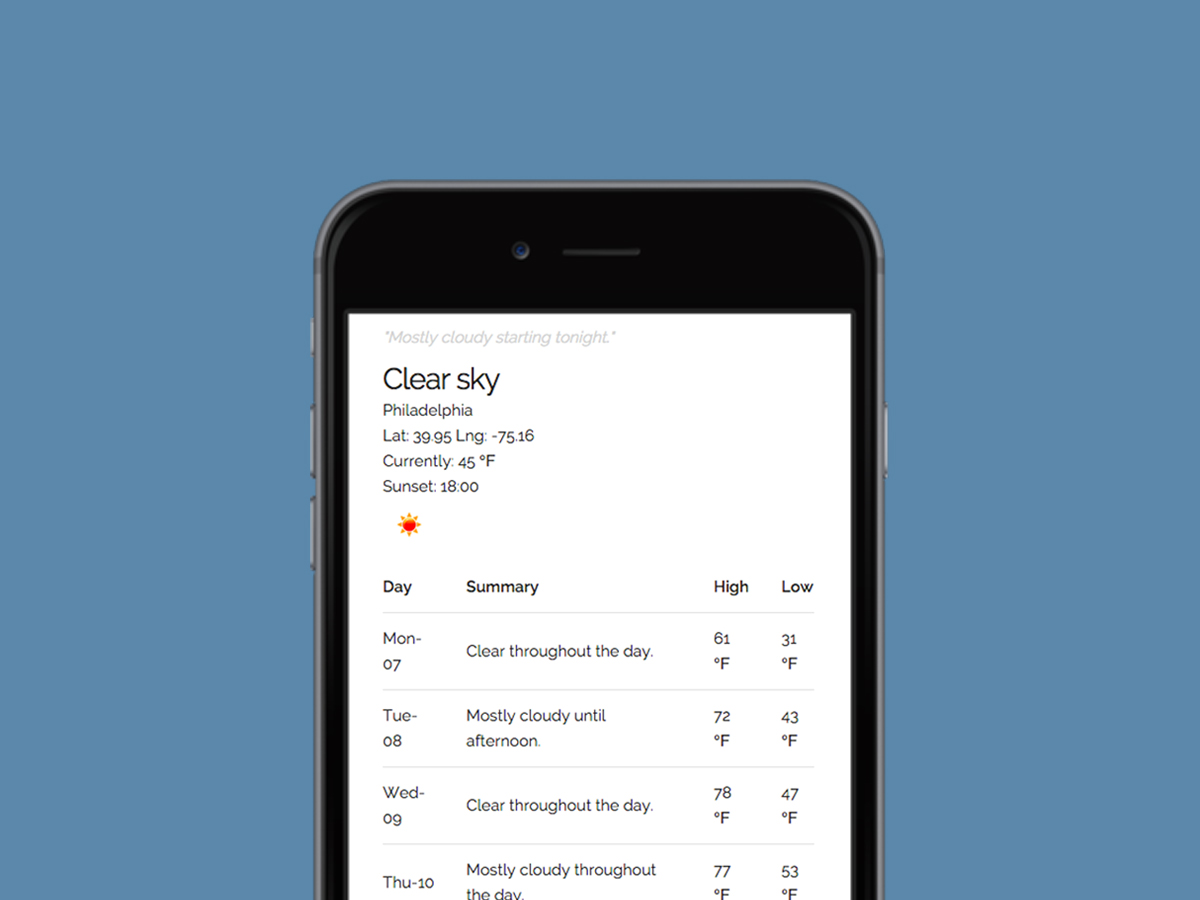 "Mostly cloudy starting tonight."
Clear sky
Philadelphia
Lat: 39.95 Lng: -75.16
Currently: 45 °F
Sunset: 18:00
Day Summary High Low
Mon-
07
Clear throughout the day.
61
°F
31
°F
Tue-
08
Mostly cloudy until
afternoon.
72
°F
43
°F
Wed-
09
Clear throughout the day.
78
°F
47
°F
Thu-10
Mostly cloudy throughout
the day.
77
°F
53
°F